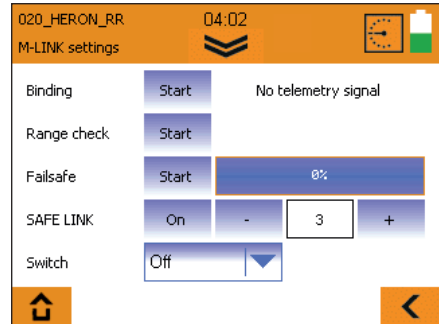 020_HERON_RR 04:02
M-LINK settings
Binding Start No telemetry signal
Range check Start
Failsafe Start 0%
SAFE LINK On - 3 +
Switch Off